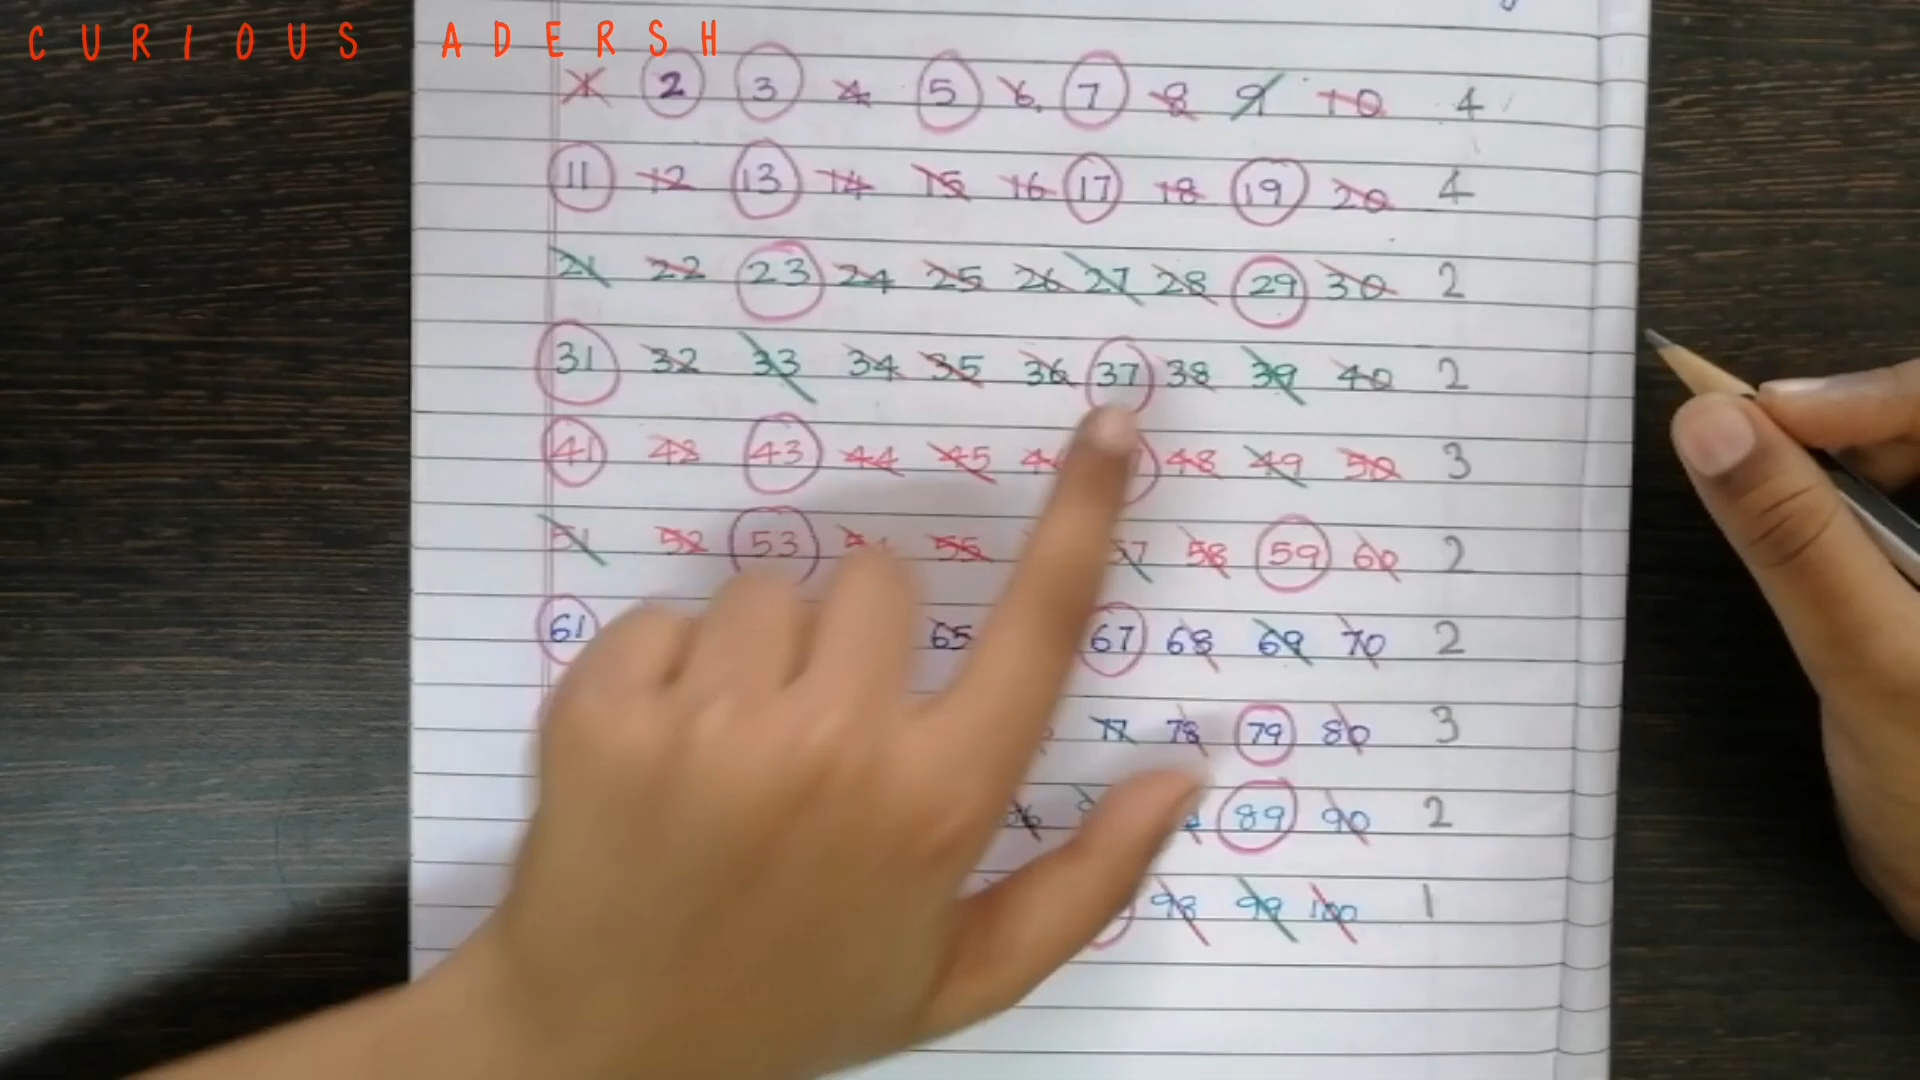 CURIOUS ADERSH
1 2 3 4 5 6 7 8 9 10 4
11 12 13 14 15 16 17 18 19 20 4
21 22 23 24 25 26 27 28 29 30 2
31 32 33 34 35 36 37 38 39 40 2
41 48 43 44 45 48 49 50 3
51 52 53 54 55 57 58 59 60 2
61 65 67 68 69 70 2
77 78 79 80 3
86 89 90 2
98 99 100 1